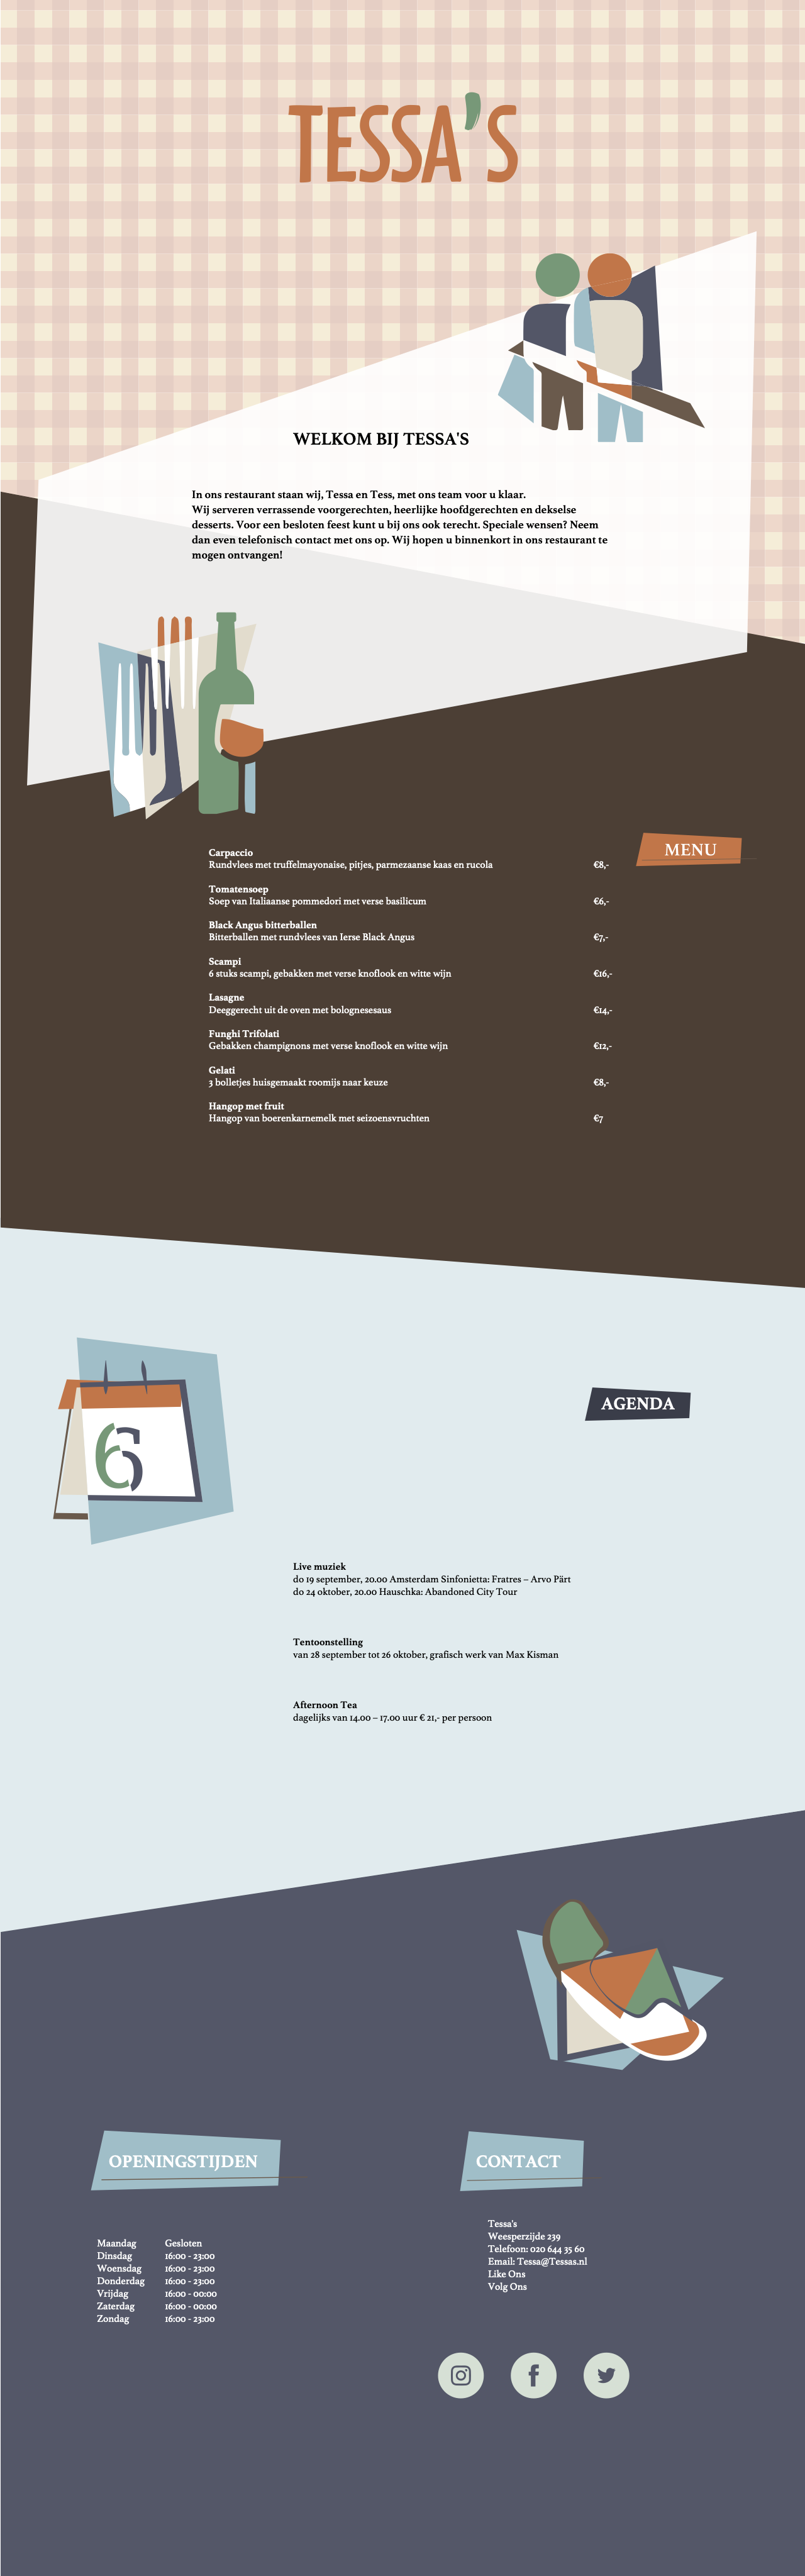 TESSA'S
WELKOM BIJ TESSA'S
In ons restaurant staan wij, Tessa en Tess, met ons team voor u klaar.
Wij serveren verrassende voorgerechten, heerlijke hoofdgerechten en dekselse
desserts. Voor een besloten feest kunt u bij ons ook terecht. Speciale wensen? Neem
dan even telefonisch contact met ons op. Wij hopen u binnenkort in ons restaurant te
mogen ontvangen!
MENU
Carpaccio
Rundvlees met truffelmayonaise, pitjes, parmezaanse kaas en rucola €8,-
Tomatensoep
Soep van Italiaanse pommedori met verse basilicum €6,-
Black Angus bitterballen
Bitterballen met rundvlees van Ierse Black Angus €7,-
Scampi
6 stuks scampi, gebakken met verse knoflook en witte wijn €16,-
Lasagne
Deeggerecht uit de oven met bolognesesaus €14,-
Funghi Trifolati
Gebakken champignons met verse knoflook en witte wijn €12,-
Gelati
3 bolletjes huisgemaakt roomijs naar keuze €8,-
Hangop met fruit
Hangop van boerenkarnemelk met seizoensvruchten €7
AGENDA
6
Live muziek
do 19 september, 20.00 Amsterdam Sinfonietta: Fratres – Arvo Pärt
do 24 oktober, 20.00 Hauschka: Abandoned City Tour
Tentoonstelling
van 28 september tot 26 oktober, grafisch werk van Max Kisman
Afternoon Tea
dagelijks van 14.00 – 17.00 uur € 21,- per persoon
OPENINGSTIJDEN
Maandag Gesloten
Dinsdag 16:00 - 23:00
Woensdag 16:00 - 23:00
Donderdag 16:00 - 23:00
Vrijdag 16:00 - 00:00
Zaterdag 16:00 - 00:00
Zondag 16:00 - 23:00
CONTACT
Tessa's
Weesperzijde 239
Telefoon: 020 644 35 60
Email: Tessa@Tessas.nl
Like Ons
Volg Ons